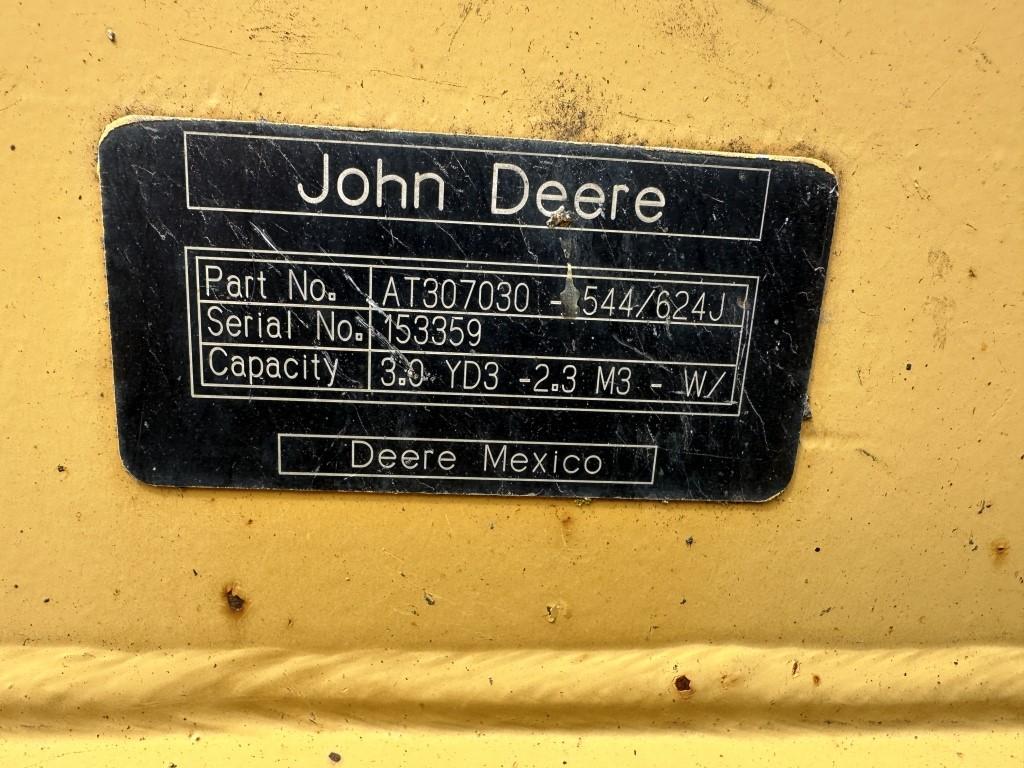 John Deere
Part No. AT307030 - 544/624J
Serial No. 153359
Capacity 3.0 YD3 -2.3 M3 - W/
Deere Mexico